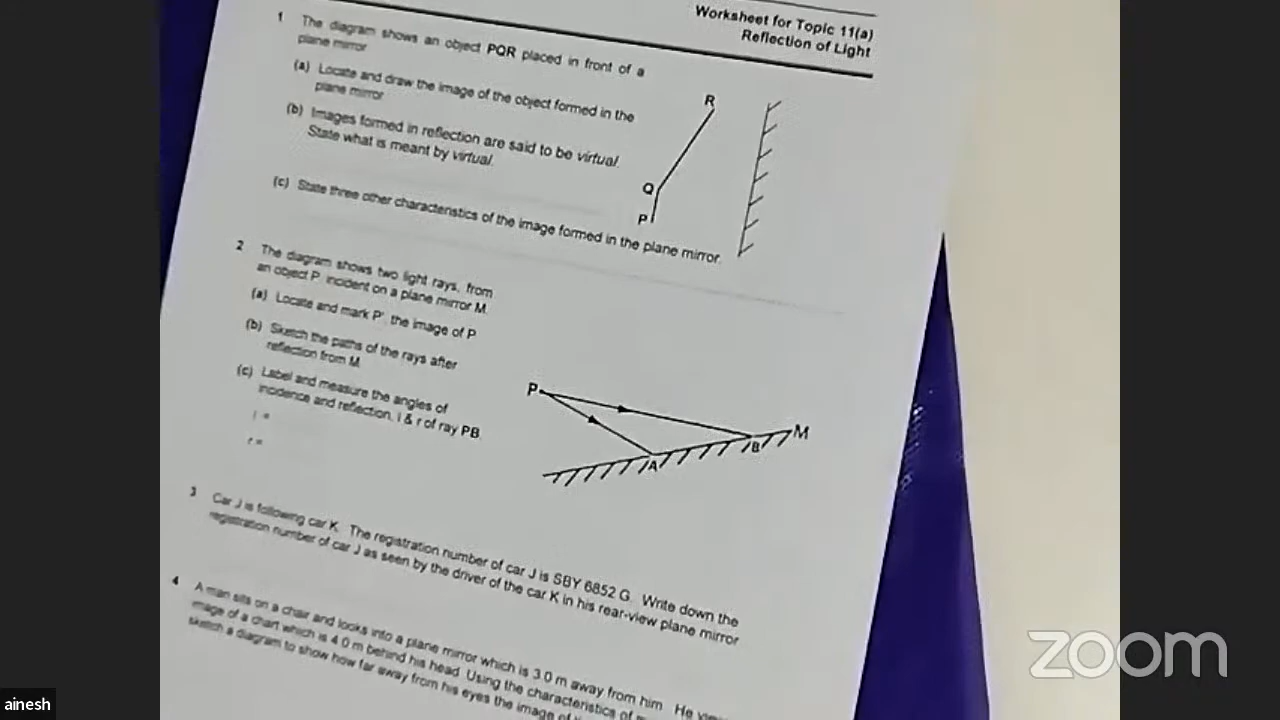 Worksheet for Topic 11(a)
Reflection of Light
1 The diagram shows an object PQR placed in front of a
plane mirror
(a) Locate and draw the image of the object formed in the
plane mirror
(b) Images formed in reflection are said to be virtual.
State what is meant by virtual.
(c) State three other characteristics of the image formed in the plane mirror.
R
Q
P
2 The diagram shows two light rays, from
an object P, incident on a plane mirror M.
(a) Locate and mark P', the image of P
(b) Sketch the paths of the rays after
reflection from M
(c) Label and measure the angles of
incidence and reflection, i & r of ray PB
i =
r =
P
A
B
M
3 Car J is following car K. The registration number of car J is SBY 6852 G. Write down the
registration number of car J as seen by the driver of the car K in his rear-view plane mirror
4 A man sits on a chair and looks into a plane mirror which is 3.0 m away from him. He
image of a chart which is 4.0 m behind his head. Using the characteristics of
sketch a diagram to show how far away from his eyes the image of
zoom
ainesh